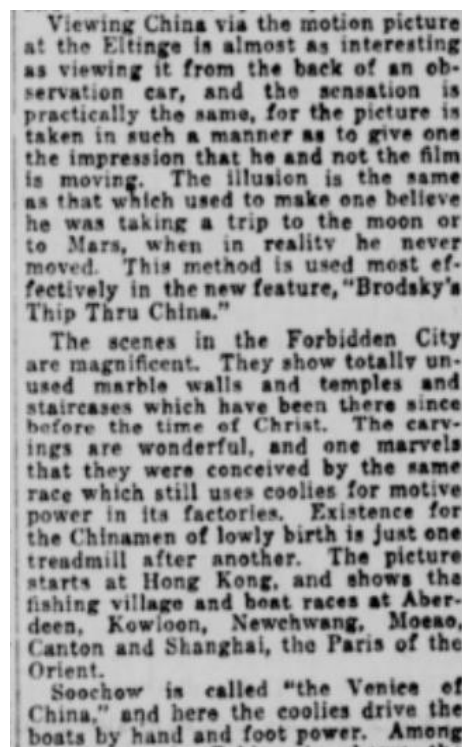 Viewing China via the motion picture
at the Eltinge is almost as interesting
as viewing it from the back of an ob-
servation car, and the sensation is
practically the same, for the picture is
taken in such a manner as to give one
the impression that he and not the film
is moving. The illusion is the same
as that which used to make one believe
he was taking a trip to the moon or
to Mars, when in reality he never
moved. This method is used most ef-
fectively in the new feature, "Brodsky's
Thip Thru China."
The scenes in the Forbidden City
are magnificent. They show totally un-
used marble walls and temples and
staircases which have been there since
before the time of Christ. The carv-
ings are wonderful, and one marvels
that they were conceived by the same
race which still uses coolies for motive
power in its factories. Existence for
the Chinamen of lowly birth is just one
treadmill after another. The picture
starts at Hong Kong, and shows the
fishing village and boat races at Aber-
deen, Kowloon, Newchwang, Moeao,
Canton and Shanghai, the Paris of the
Orient.
Soochow is called "the Venice of
China," and here the coolies drive the
boats by hand and foot power. Among